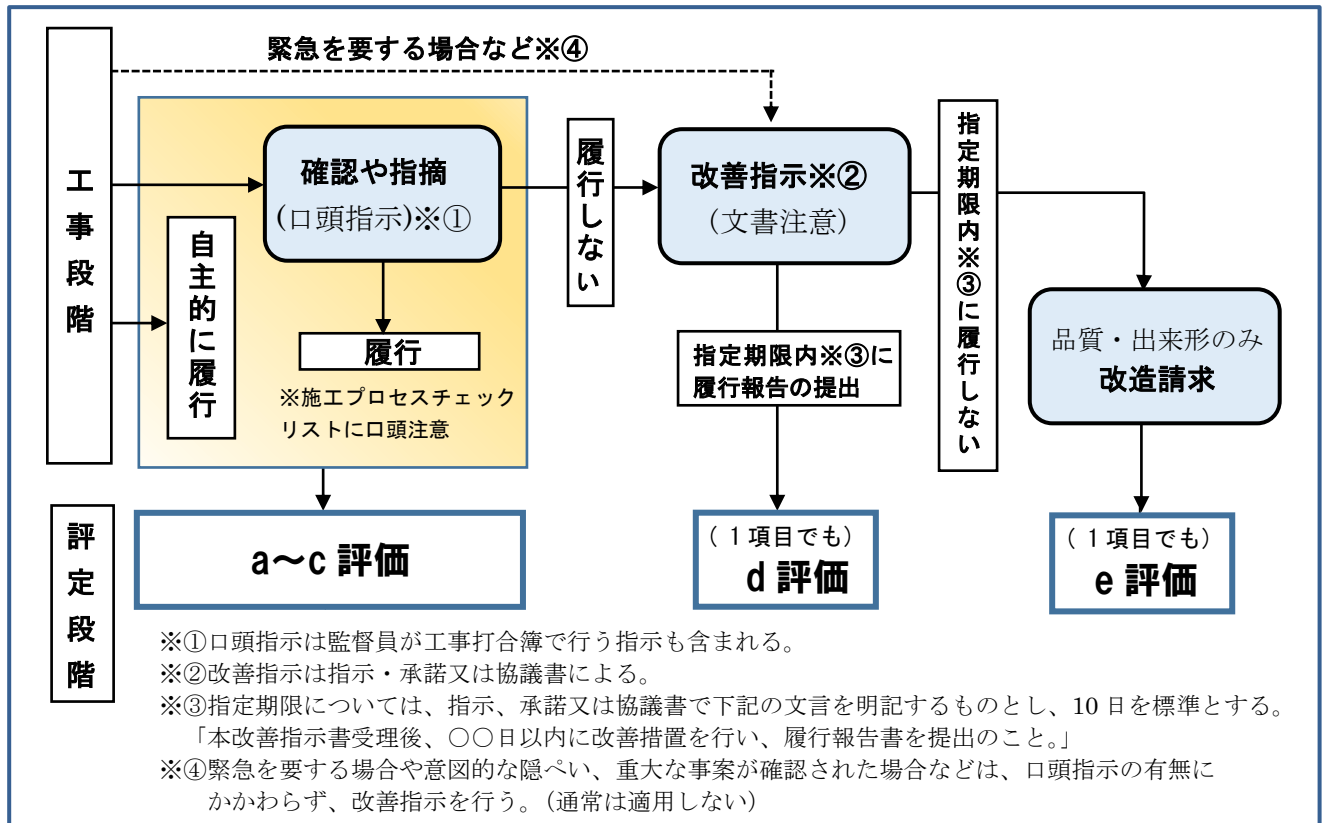 緊急を要する場合など※④
工事段階
確認や指摘
(口頭指示)※①
自主的に履行
履行
※施工プロセスチェック
リストに口頭注意
履行しない
改善指示※②
（文書注意）
指定期限内※③に
履行報告の提出
指定期限内※③に履行しない
品質・出来形のみ
改造請求
評定段階
a～c 評価
（１項目でも）
d 評価
（１項目でも）
e 評価
※①口頭指示は監督員が工事打合簿で行う指示も含まれる。
※②改善指示は指示・承諾又は協議書による。
※③指定期限については、指示、承諾又は協議書で下記の文言を明記するものとし、10 日を標準とする。
「本改善指示書受理後、○○日以内に改善措置を行い、履行報告書を提出のこと。」
※④緊急を要する場合や意図的な隠ぺい、重大な事案が確認された場合などは、口頭指示の有無に
かかわらず、改善指示を行う。（通常は適用しない）